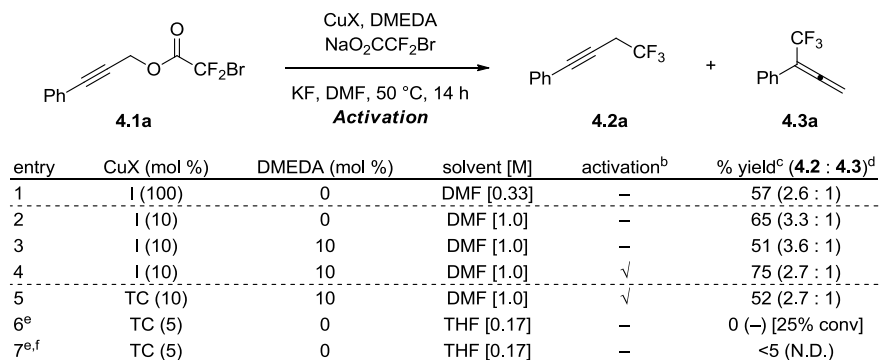 CuX, DMEDA
NaO₂CCF₂Br
KF, DMF, 50 °C, 14 h
Activation
Ph
O
O
CF₂Br
4.1a
Ph
CF₃
4.2a
+
CF₃
Ph
4.3a
entry CuX (mol %) DMEDA (mol %) solvent [M] activationᵇ % yieldᶜ (4.2 : 4.3)ᵈ
1 I (100) 0 DMF [0.33] – 57 (2.6 : 1)
2 I (10) 0 DMF [1.0] – 65 (3.3 : 1)
3 I (10) 10 DMF [1.0] – 51 (3.6 : 1)
4 I (10) 10 DMF [1.0] √ 75 (2.7 : 1)
5 TC (10) 10 DMF [1.0] √ 52 (2.7 : 1)
6ᵉ TC (5) 0 THF [0.17] – 0 (–) [25% conv]
7ᵉ,ᶠ TC (5) 0 THF [0.17] – <5 (N.D.)